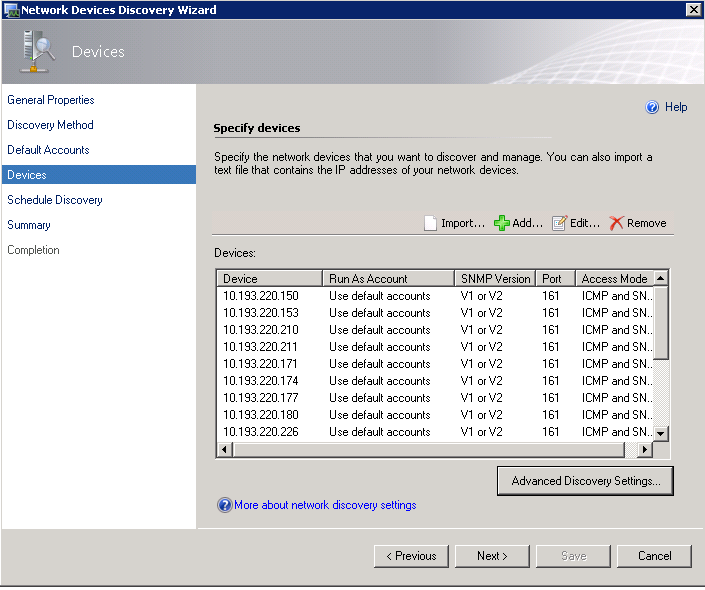 Network Devices Discovery Wizard
Devices
General Properties
Discovery Method
Default Accounts
Devices
Schedule Discovery
Summary
Completion
Help
Specify devices
Specify the network devices that you want to discover and manage. You can also import a
text file that contains the IP addresses of your network devices.
Import... Add... Edit... Remove
Devices:
Device Run As Account SNMP Version Port Access Mode
10.193.220.150 Use default accounts V1 or V2 161 ICMP and SN...
10.193.220.153 Use default accounts V1 or V2 161 ICMP and SN...
10.193.220.210 Use default accounts V1 or V2 161 ICMP and SN...
10.193.220.211 Use default accounts V1 or V2 161 ICMP and SN...
10.193.220.171 Use default accounts V1 or V2 161 ICMP and SN...
10.193.220.174 Use default accounts V1 or V2 161 ICMP and SN...
10.193.220.177 Use default accounts V1 or V2 161 ICMP and SN...
10.193.220.180 Use default accounts V1 or V2 161 ICMP and SN...
10.193.220.226 Use default accounts V1 or V2 161 ICMP and SN...
Advanced Discovery Settings...
More about network discovery settings
< Previous Next > Save Cancel